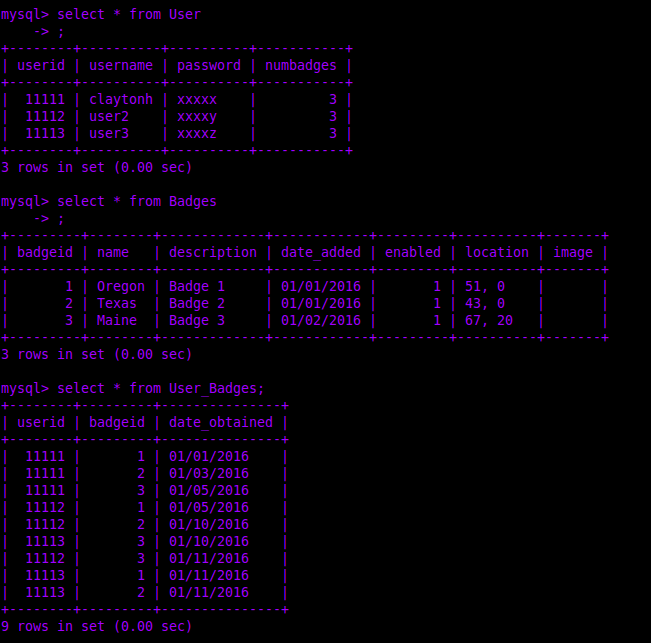 mysql> select * from User
    -> ;
+--------+----------+----------+-----------+
| userid | username | password | numbadges |
+--------+----------+----------+-----------+
|  11111 | claytonh | xxxxx    |         3 |
|  11112 | user2    | xxxxy    |         3 |
|  11113 | user3    | xxxxz    |         3 |
+--------+----------+----------+-----------+
3 rows in set (0.00 sec)

mysql> select * from Badges
    -> ;
+---------+--------+-------------+------------+---------+----------+-------+
| badgeid | name   | description | date_added | enabled | location | image |
+---------+--------+-------------+------------+---------+----------+-------+
|       1 | Oregon | Badge 1     | 01/01/2016 |       1 | 51, 0    |       |
|       2 | Texas  | Badge 2     | 01/01/2016 |       1 | 43, 0    |       |
|       3 | Maine  | Badge 3     | 01/02/2016 |       1 | 67, 20   |       |
+---------+--------+-------------+------------+---------+----------+-------+
3 rows in set (0.00 sec)

mysql> select * from User_Badges;
+--------+---------+---------------+
| userid | badgeid | date_obtained |
+--------+---------+---------------+
|  11111 |       1 | 01/01/2016    |
|  11111 |       2 | 01/03/2016    |
|  11111 |       3 | 01/05/2016    |
|  11112 |       1 | 01/05/2016    |
|  11112 |       2 | 01/10/2016    |
|  11113 |       3 | 01/10/2016    |
|  11112 |       3 | 01/11/2016    |
|  11113 |       1 | 01/11/2016    |
|  11113 |       2 | 01/11/2016    |
+--------+---------+---------------+
9 rows in set (0.00 sec)